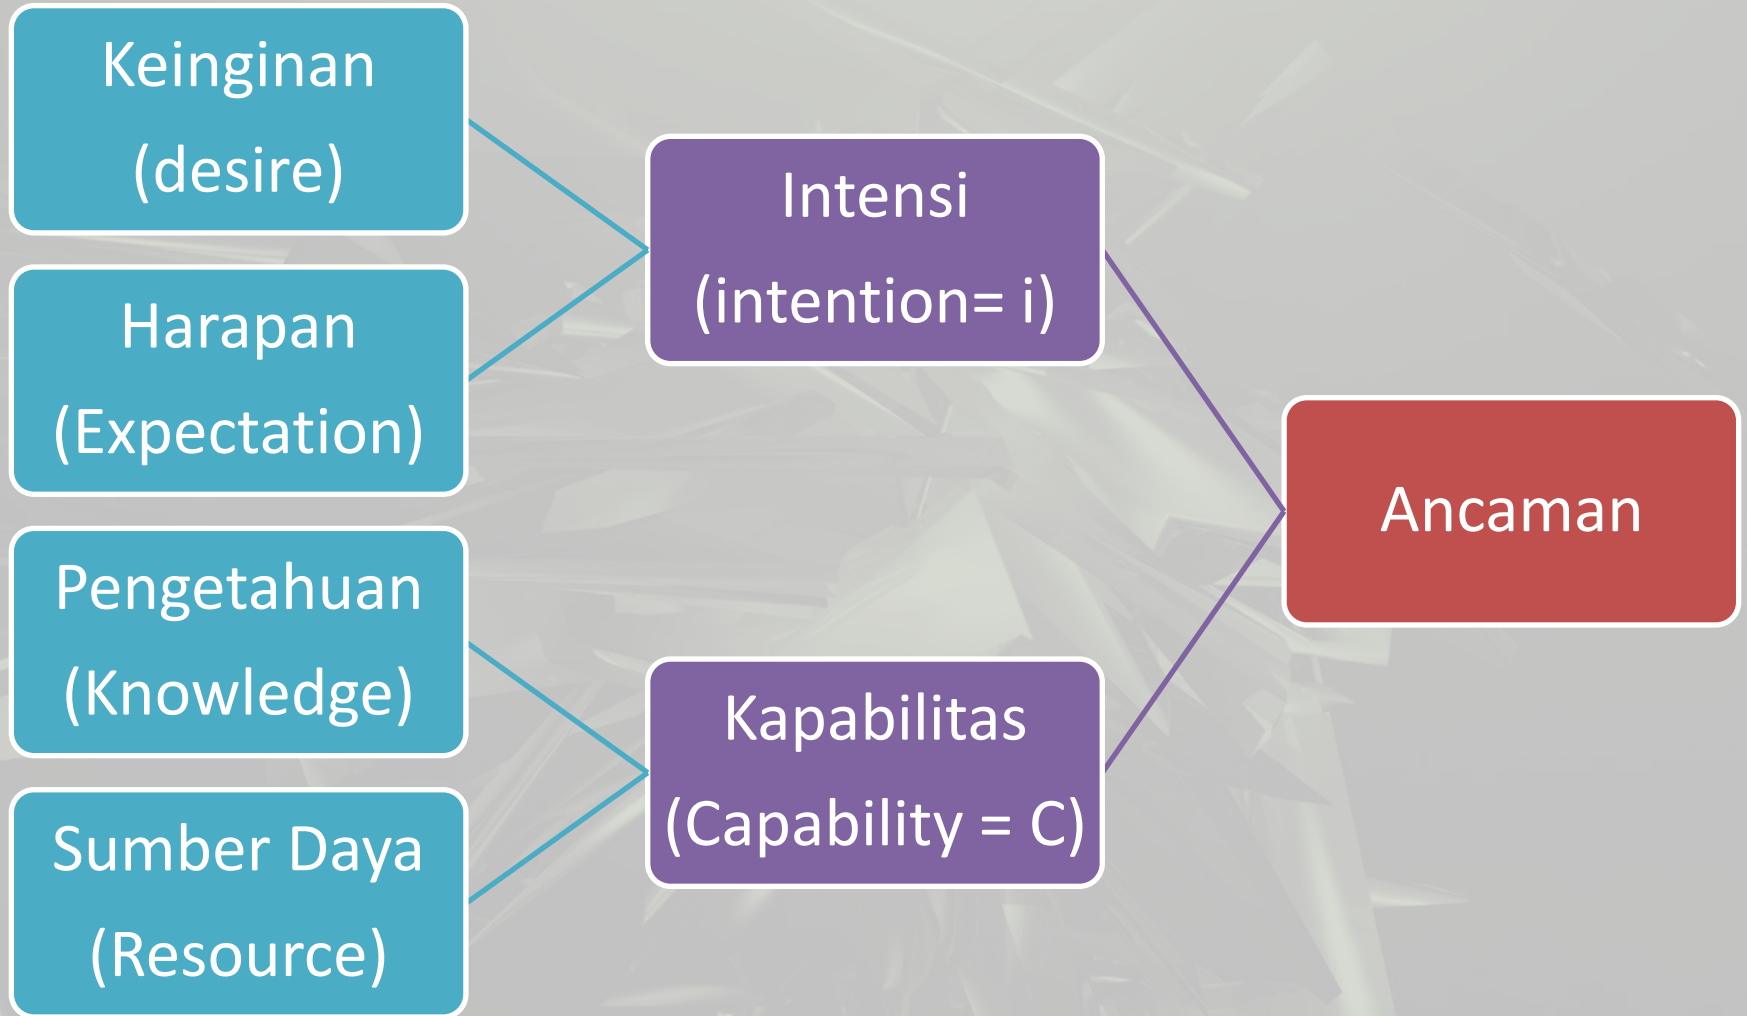 Keinginan
(desire)
Harapan
(Expectation)
Pengetahuan
(Knowledge)
Sumber Daya
(Resource)
Intensi
(intention= i)
Kapabilitas
(Capability = C)
Ancaman